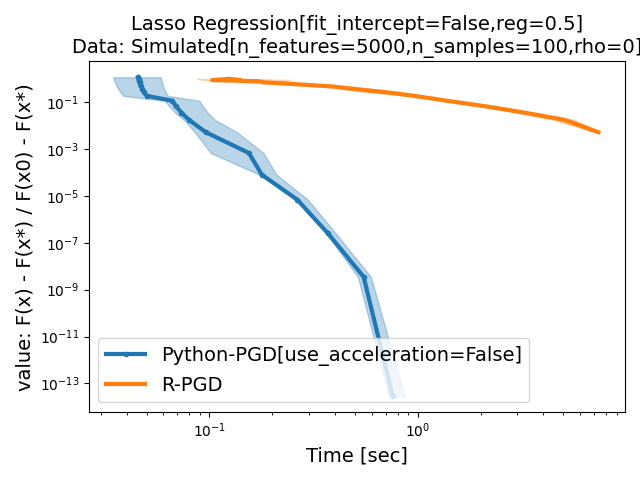 Lasso Regression[fit_intercept=False,reg=0.5]
Data: Simulated[n_features=5000,n_samples=100,rho=0]
value: F(x) - F(x*) / F(x0) - F(x*)
10⁻¹
10⁻³
10⁻⁵
10⁻⁷
10⁻⁹
10⁻¹¹
10⁻¹³
Python-PGD[use_acceleration=False]
R-PGD
10⁻¹ 10⁰
Time [sec]